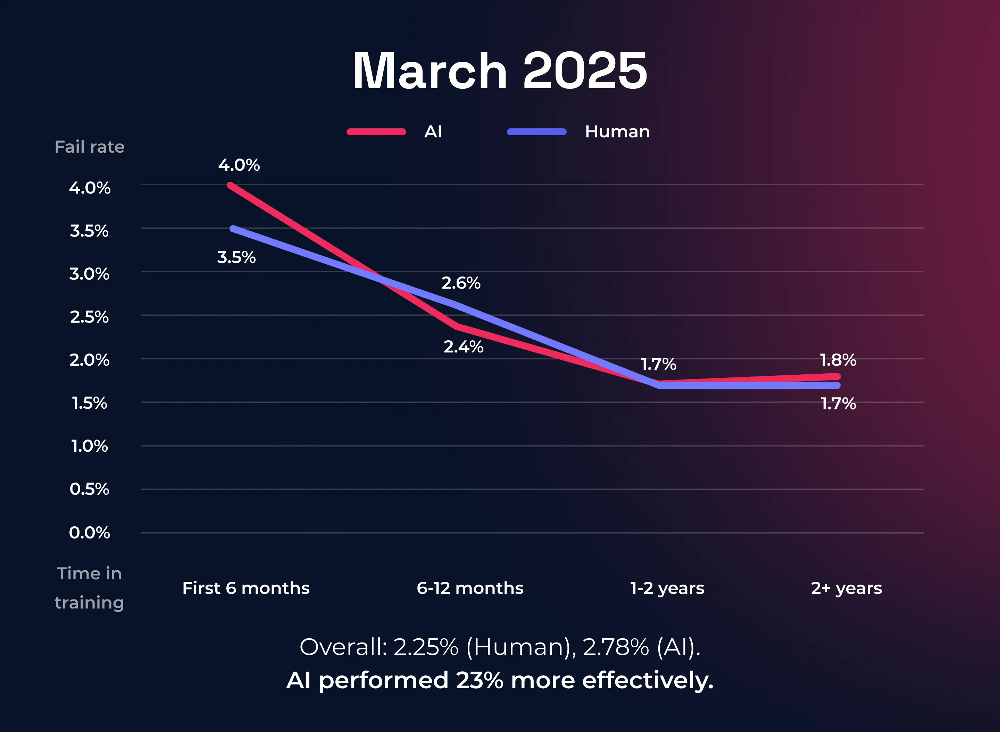 March 2025
AI Human
Fail rate
4.0%
4.0%
3.5%
3.5%
3.0%
2.6%
2.5%
2.4%
2.0%
1.7%
1.8%
1.5%
1.7%
1.0%
0.5%
0.0%
Time in
training
First 6 months 6-12 months 1-2 years 2+ years
Overall: 2.25% (Human), 2.78% (AI).
AI performed 23% more effectively.